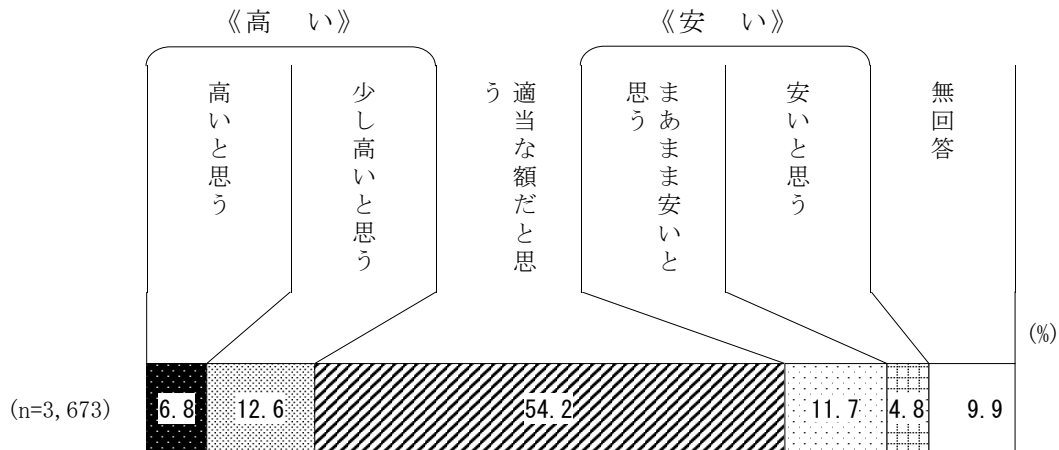 《高　い》
《安　い》
高いと思う
少し高いと思う
適当な額だと思
う
まあまま安いと
思う
安いと思う
無回答
(%)
(n=3,673)
6.8
12.6
54.2
11.7
4.8
9.9